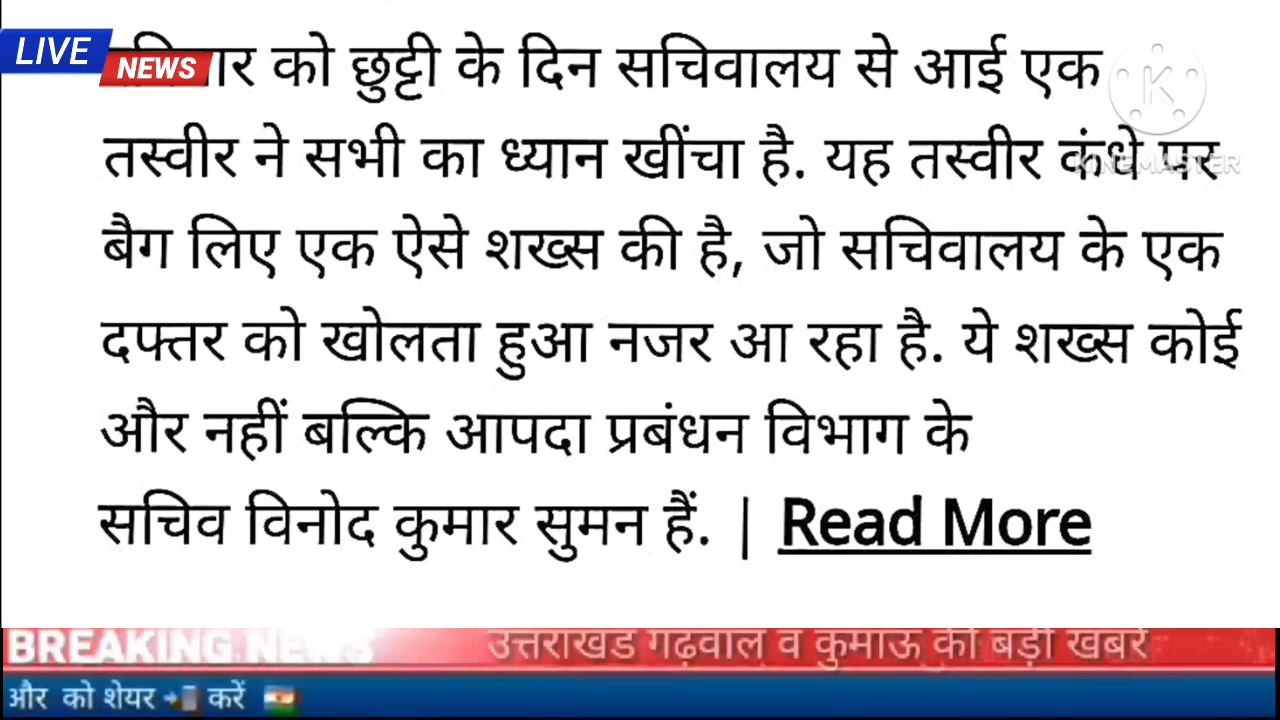 LIVE
NEWS
को छुट्टी के दिन सचिवालय से आई एक
तस्वीर ने सभी का ध्यान खींचा है. यह तस्वीर कंधे पर
KINEMASTER
बैग लिए एक ऐसे शख्स की है, जो सचिवालय के एक
दफ्तर को खोलता हुआ नजर आ रहा है. ये शख्स कोई
और नहीं बल्कि आपदा प्रबंधन विभाग के
सचिव विनोद कुमार सुमन हैं. | Read More
BREAKING NEWS
उत्तराखंड गढ़वाल व कुमाऊ की बड़ी खबरें
और को शेयर करें